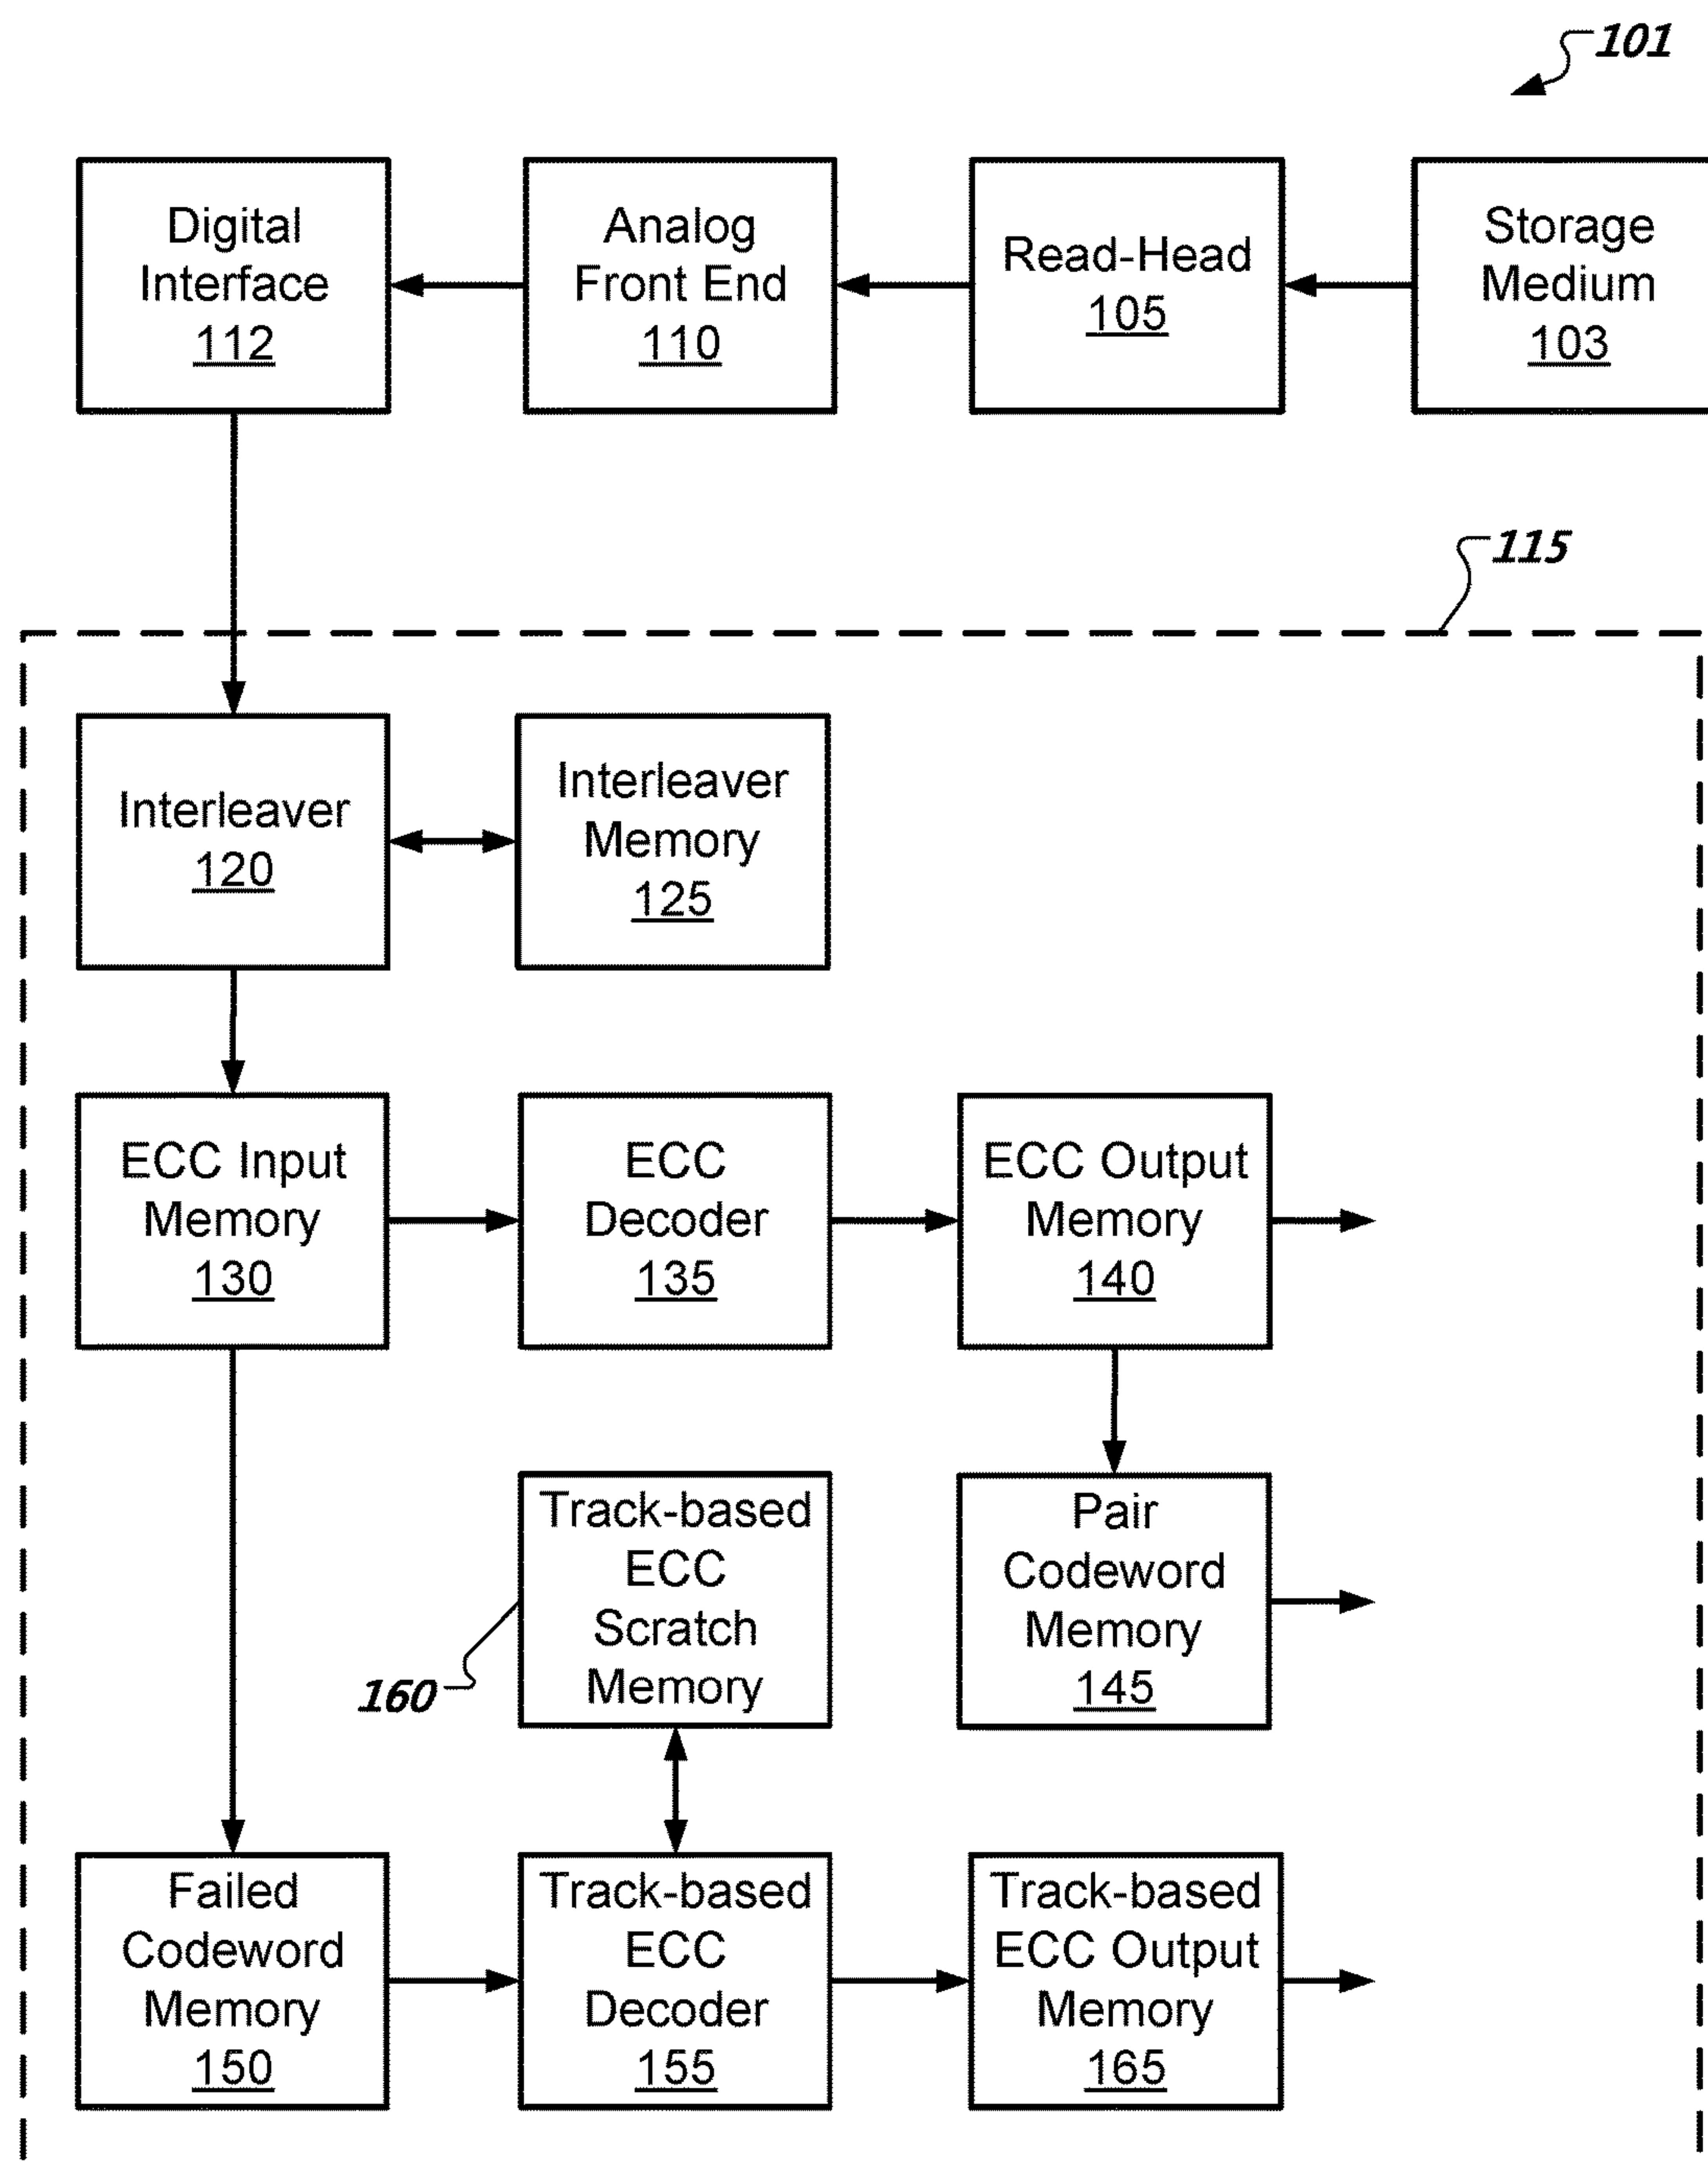 101
Digital
Interface
112
Analog
Front End
110
Read-Head
105
Storage
Medium
103
115
Interleaver
120
Interleaver
Memory
125
ECC Input
Memory
130
ECC
Decoder
135
ECC Output
Memory
140
Track-based
ECC
Scratch
Memory
160
Pair
Codeword
Memory
145
Failed
Codeword
Memory
150
Track-based
ECC
Decoder
155
Track-based
ECC Output
Memory
165